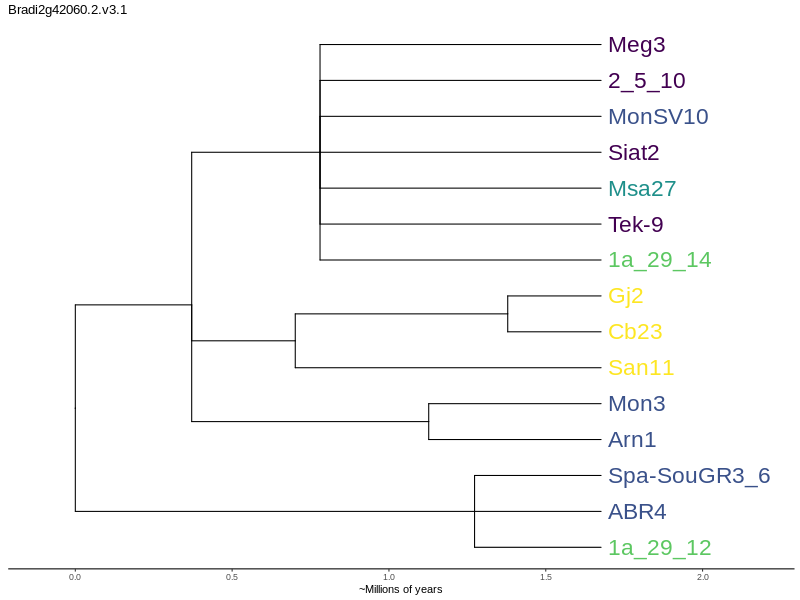 Bradi2g42060.2.v3.1
Meg3
2_5_10
MonSV10
Siat2
Msa27
Tek-9
1a_29_14
Gj2
Cb23
San11
Mon3
Arn1
Spa-SouGR3_6
ABR4
1a_29_12
0.0 0.5 1.0 1.5 2.0
~Millions of years